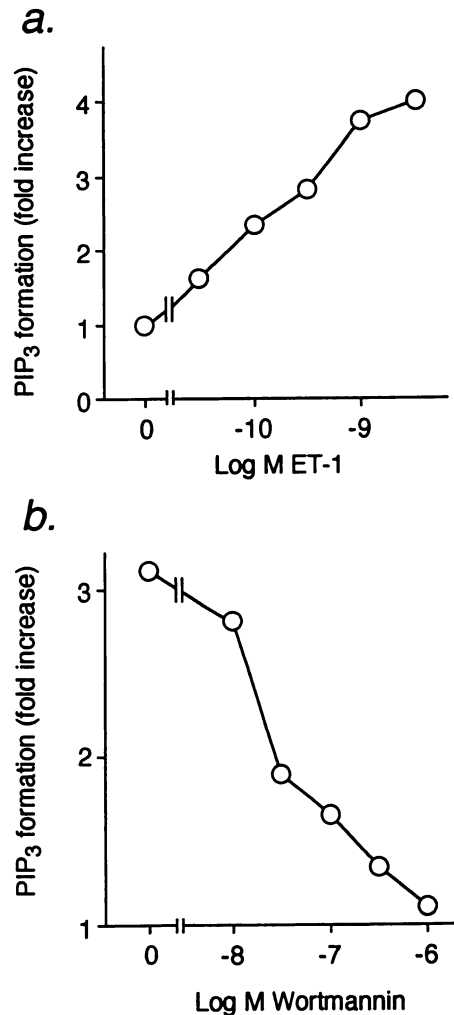 a.
PIP3 formation (fold increase)
4
3
2
1
0
0 -10 -9
Log M ET-1
b.
PIP3 formation (fold increase)
3
2
1
0 -8 -7 -6
Log M Wortmannin